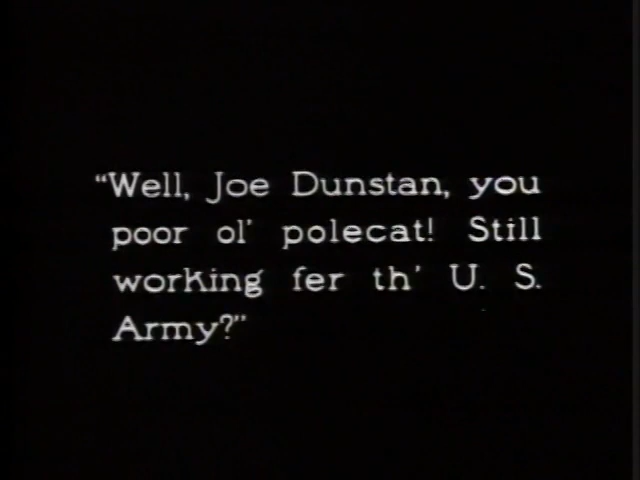 “Well, Joe Dunstan, you
poor ol' polecat! Still
working fer th' U. S.
Army?”